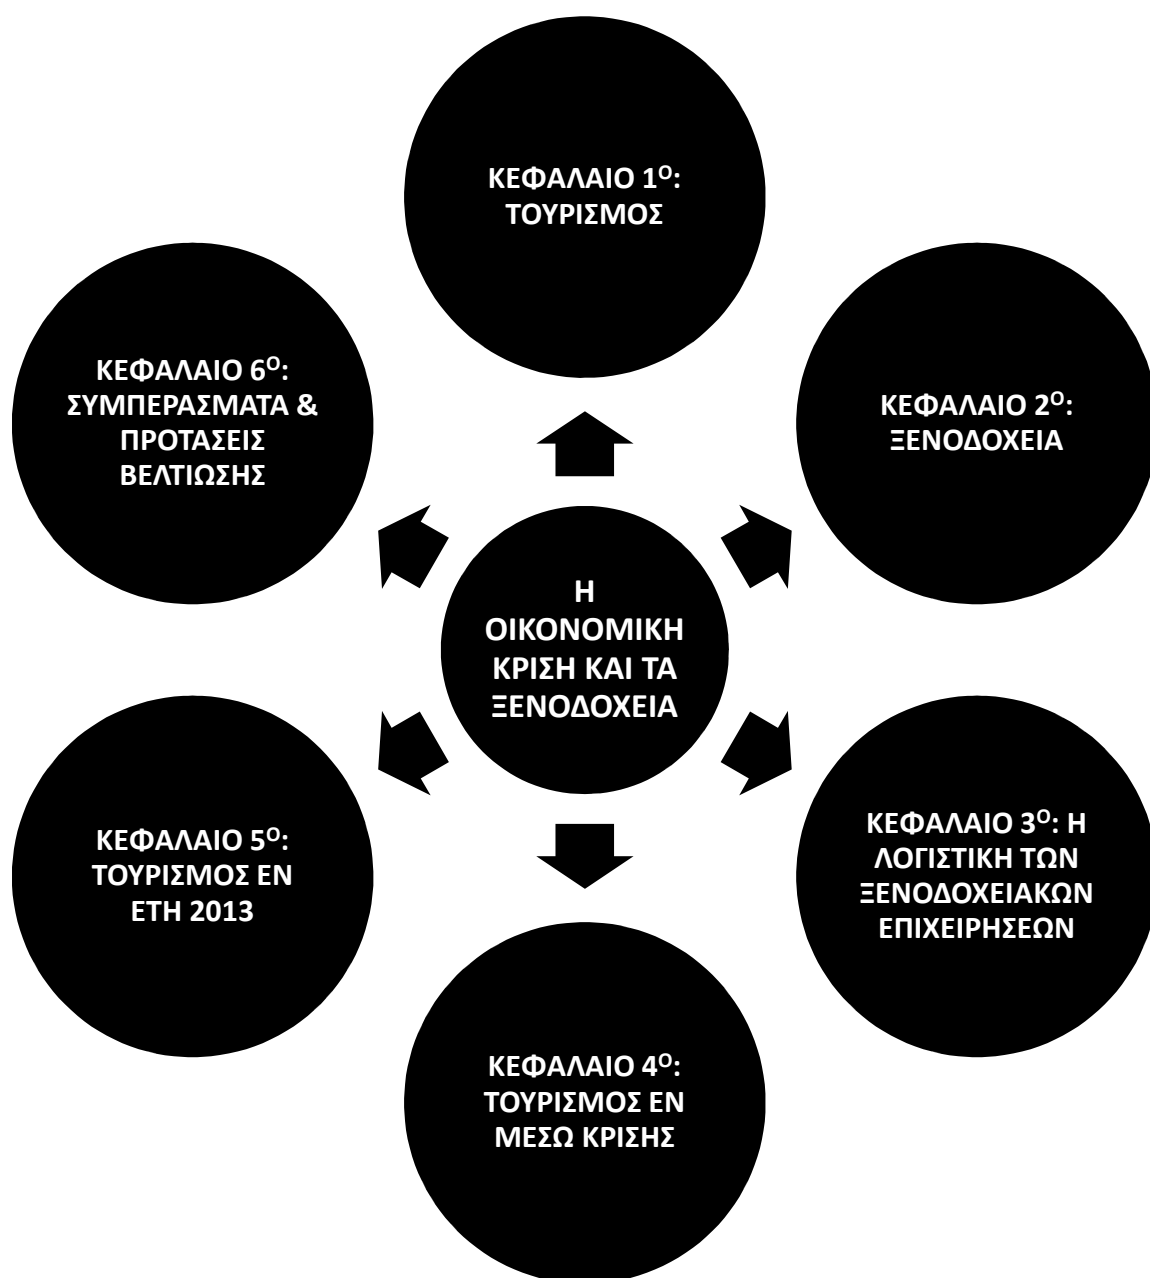 ΚΕΦΑΛΑΙΟ 1Ο:
ΤΟΥΡΙΣΜΟΣ
ΚΕΦΑΛΑΙΟ 2Ο:
ΞΕΝΟΔΟΧΕΙΑ
ΚΕΦΑΛΑΙΟ 3Ο: Η
ΛΟΓΙΣΤΙΚΗ ΤΩΝ
ΞΕΝΟΔΟΧΕΙΑΚΩΝ
ΕΠΙΧΕΙΡΗΣΕΩΝ
ΚΕΦΑΛΑΙΟ 4Ο:
ΤΟΥΡΙΣΜΟΣ ΕΝ
ΜΕΣΩ ΚΡΙΣΗΣ
ΚΕΦΑΛΑΙΟ 5Ο:
ΤΟΥΡΙΣΜΟΣ ΕΝ
ΕΤΗ 2013
ΚΕΦΑΛΑΙΟ 6Ο:
ΣΥΜΠΕΡΑΣΜΑΤΑ &
ΠΡΟΤΑΣΕΙΣ
ΒΕΛΤΙΩΣΗΣ
Η
ΟΙΚΟΝΟΜΙΚΗ
ΚΡΙΣΗ ΚΑΙ ΤΑ
ΞΕΝΟΔΟΧΕΙΑ